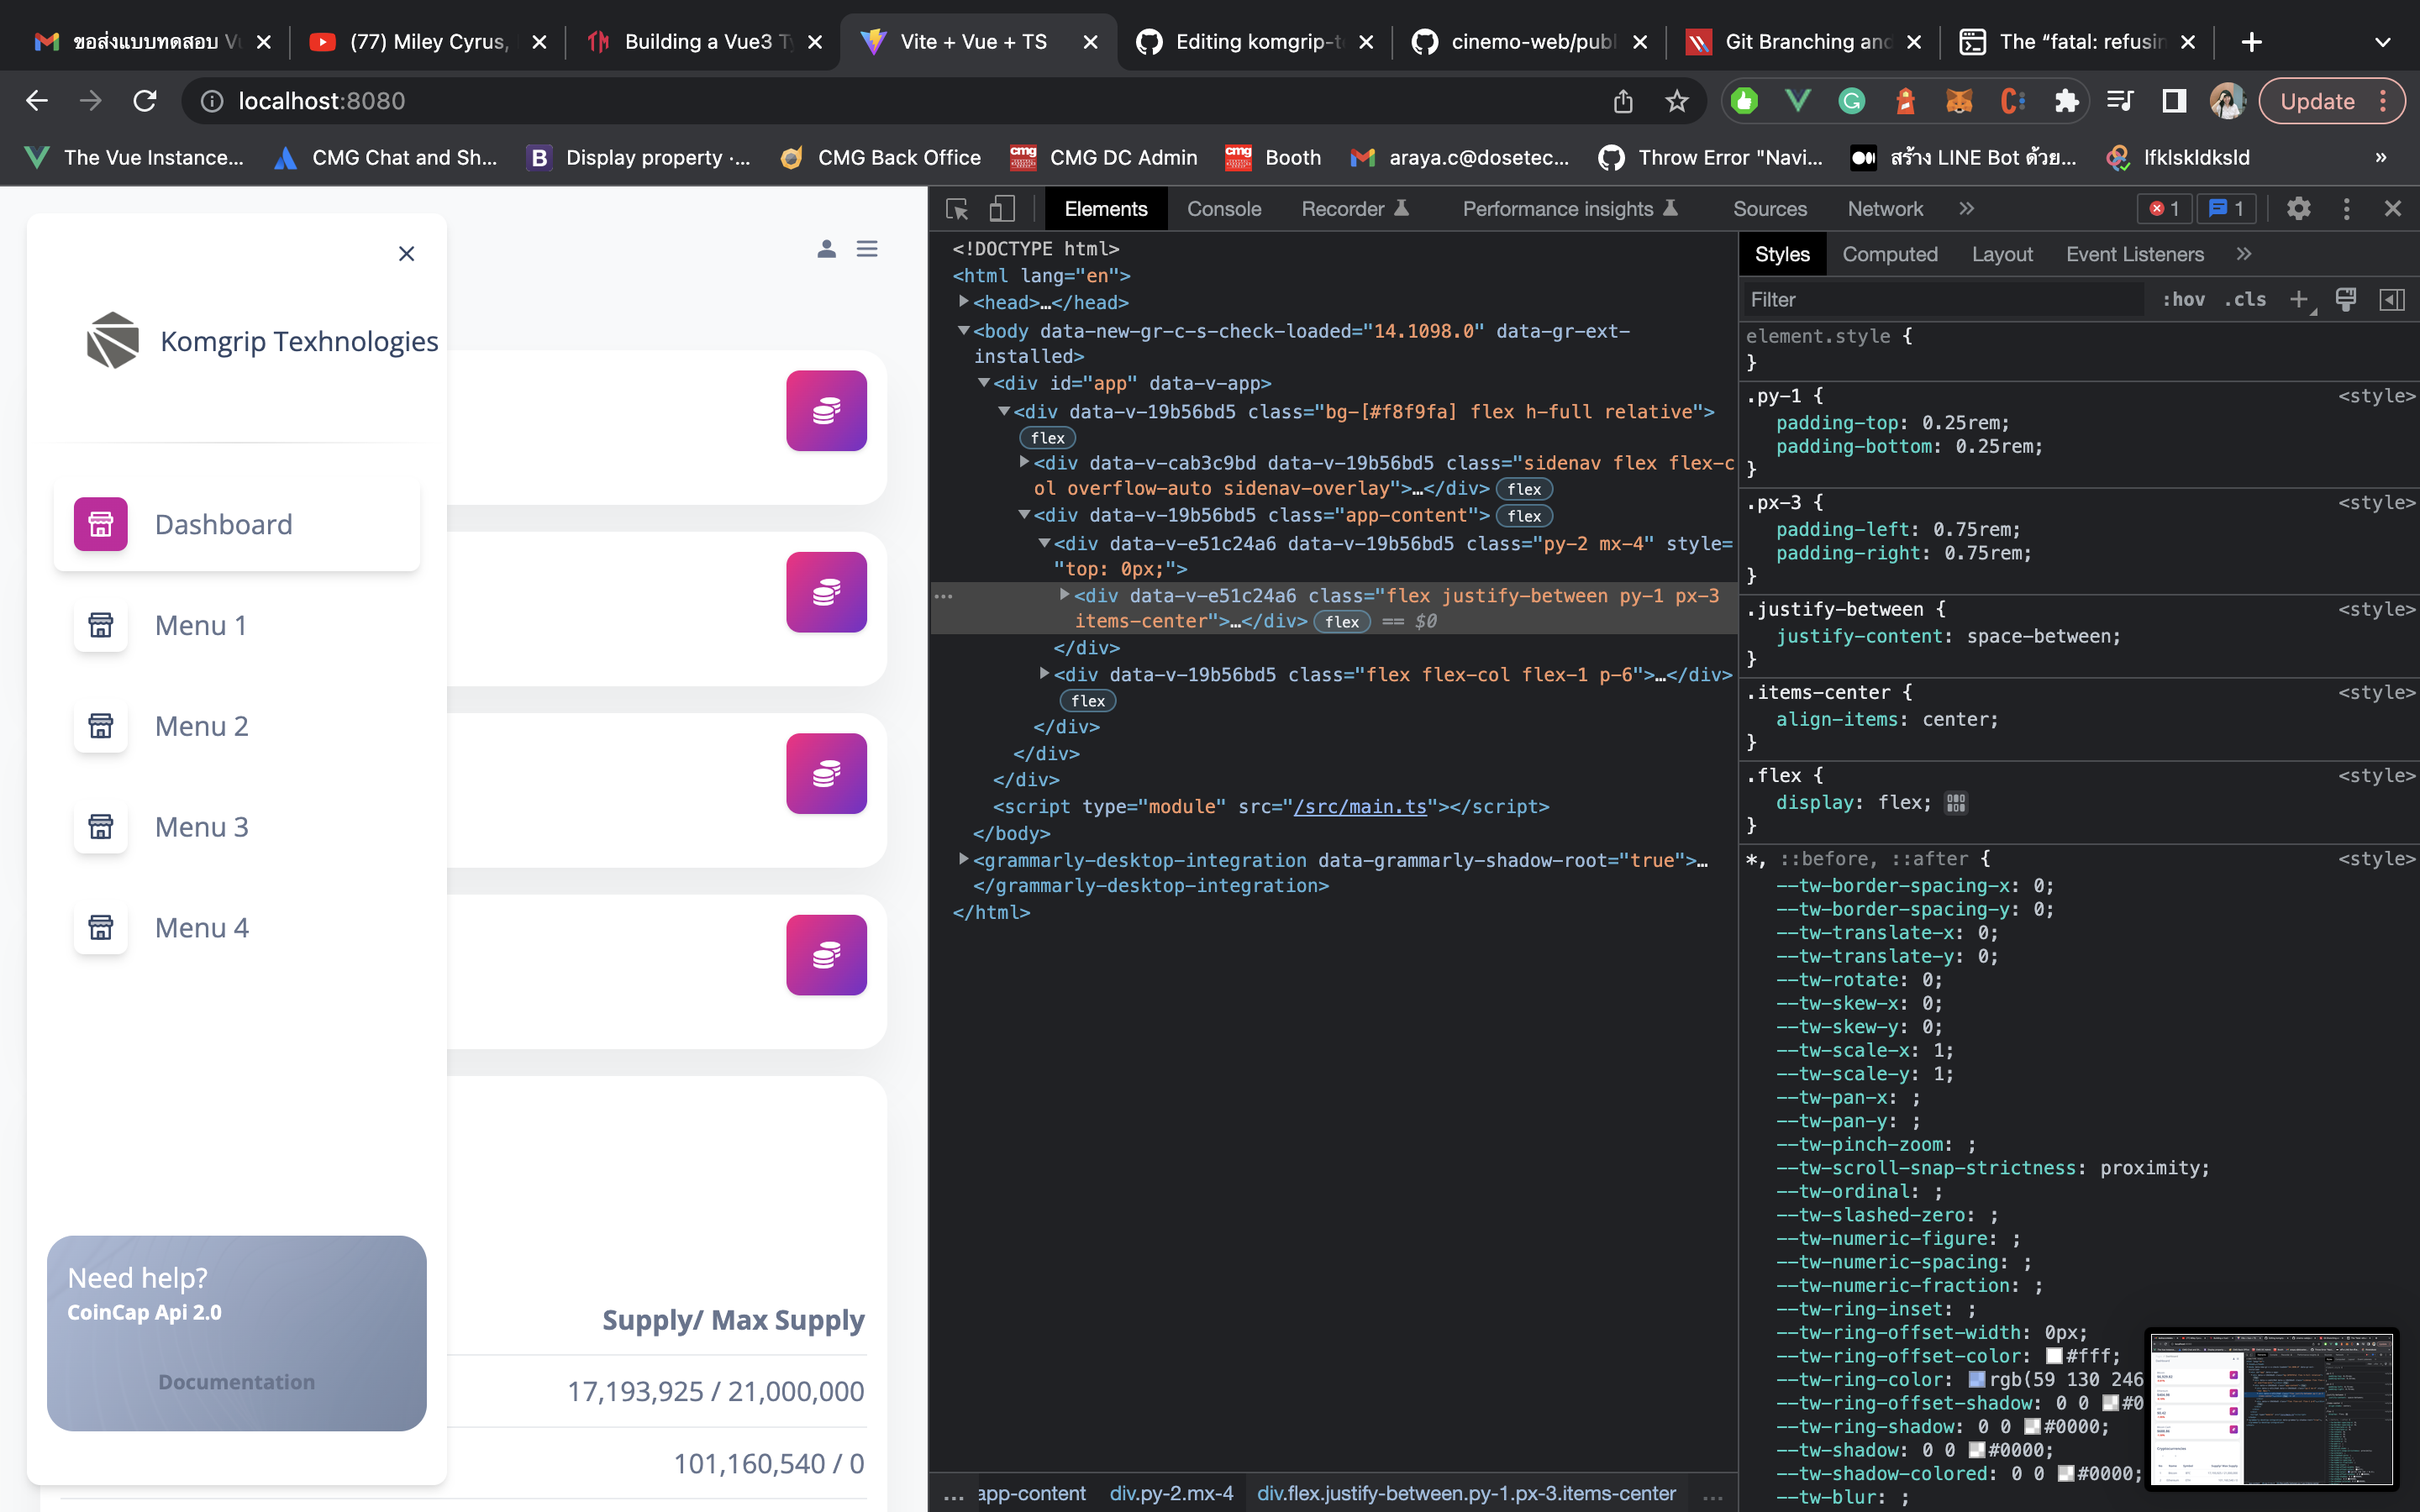 ขอส่งแบบทดสอบ Vu
(77) Miley Cyrus,
Building a Vue3 Ty
Vite + Vue + TS
Editing komgrip-te
cinemo-web/publ
Git Branching and
The “fatal: refusin
localhost:8080
Update
The Vue Instance...
CMG Chat and Sh...
Display property ·...
CMG Back Office
CMG DC Admin
Booth
araya.c@dosetec...
Throw Error "Navi...
สร้าง LINE Bot ด้วย...
lfklskldksld
»
Komgrip Texhnologies
Dashboard
Menu 1
Menu 2
Menu 3
Menu 4
Need help?
CoinCap Api 2.0
Documentation
Supply/ Max Supply
17,193,925 / 21,000,000
101,160,540 / 0
Elements
Console
Recorder
Performance insights
Sources
Network
»
1
1
<!DOCTYPE html>
<html lang="en">
<head>…</head>
<body data-new-gr-c-s-check-loaded="14.1098.0" data-gr-ext-
installed>
<div id="app" data-v-app>
<div data-v-19b56bd5 class="bg-[#f8f9fa] flex h-full relative">
flex
<div data-v-cab3c9bd data-v-19b56bd5 class="sidenav flex flex-c
ol overflow-auto sidenav-overlay">…</div> flex
<div data-v-19b56bd5 class="app-content"> flex
<div data-v-e51c24a6 data-v-19b56bd5 class="py-2 mx-4" style=
"top: 0px;">
<div data-v-e51c24a6 class="flex justify-between py-1 px-3
items-center">…</div> flex == $0
</div>
<div data-v-19b56bd5 class="flex flex-col flex-1 p-6">…</div>
flex
</div>
</div>
</div>
<script type="module" src="/src/main.ts"></script>
</body>
<grammarly-desktop-integration data-grammarly-shadow-root="true">…
</grammarly-desktop-integration>
</html>
... app-content div.py-2.mx-4 div.flex.justify-between.py-1.px-3.items-center ...
Styles
Computed
Layout
Event Listeners
»
Filter
:hov .cls +
element.style {
}
.py-1 { <style>
padding-top: 0.25rem;
padding-bottom: 0.25rem;
}
.px-3 { <style>
padding-left: 0.75rem;
padding-right: 0.75rem;
}
.justify-between { <style>
justify-content: space-between;
}
.items-center { <style>
align-items: center;
}
.flex { <style>
display: flex;
}
*, ::before, ::after { <style>
--tw-border-spacing-x: 0;
--tw-border-spacing-y: 0;
--tw-translate-x: 0;
--tw-translate-y: 0;
--tw-rotate: 0;
--tw-skew-x: 0;
--tw-skew-y: 0;
--tw-scale-x: 1;
--tw-scale-y: 1;
--tw-pan-x: ;
--tw-pan-y: ;
--tw-pinch-zoom: ;
--tw-scroll-snap-strictness: proximity;
--tw-ordinal: ;
--tw-slashed-zero: ;
--tw-numeric-figure: ;
--tw-numeric-spacing: ;
--tw-numeric-fraction: ;
--tw-ring-inset: ;
--tw-ring-offset-width: 0px;
--tw-ring-offset-color: #fff;
--tw-ring-color: rgb(59 130 246
--tw-ring-offset-shadow: 0 0 #0
--tw-ring-shadow: 0 0 #0000;
--tw-shadow: 0 0 #0000;
--tw-shadow-colored: 0 0 #0000;
--tw-blur: ;